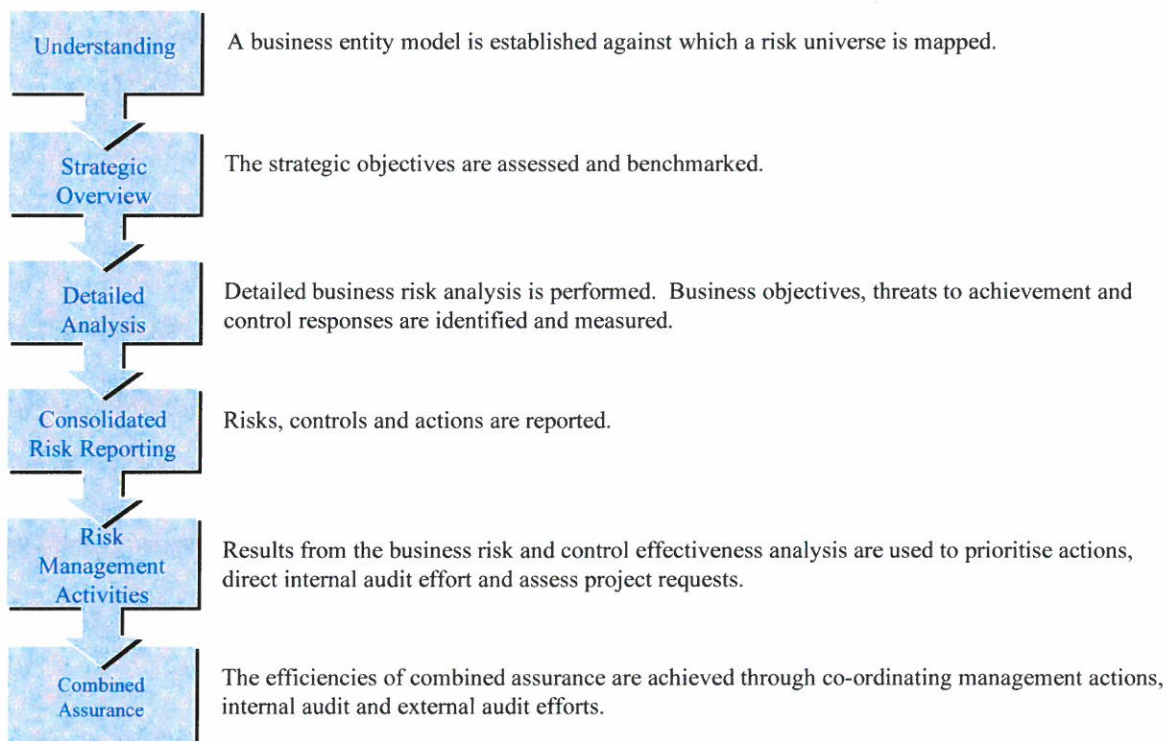 Understanding
A business entity model is established against which a risk universe is mapped.
Strategic
Overview
The strategic objectives are assessed and benchmarked.
Detailed
Analysis
Detailed business risk analysis is performed. Business objectives, threats to achievement and
control responses are identified and measured.
Consolidated
Risk Reporting
Risks, controls and actions are reported.
Risk
Management
Activities
Results from the business risk and control effectiveness analysis are used to prioritise actions,
direct internal audit effort and assess project requests.
Combined
Assurance
The efficiencies of combined assurance are achieved through co-ordinating management actions,
internal audit and external audit efforts.